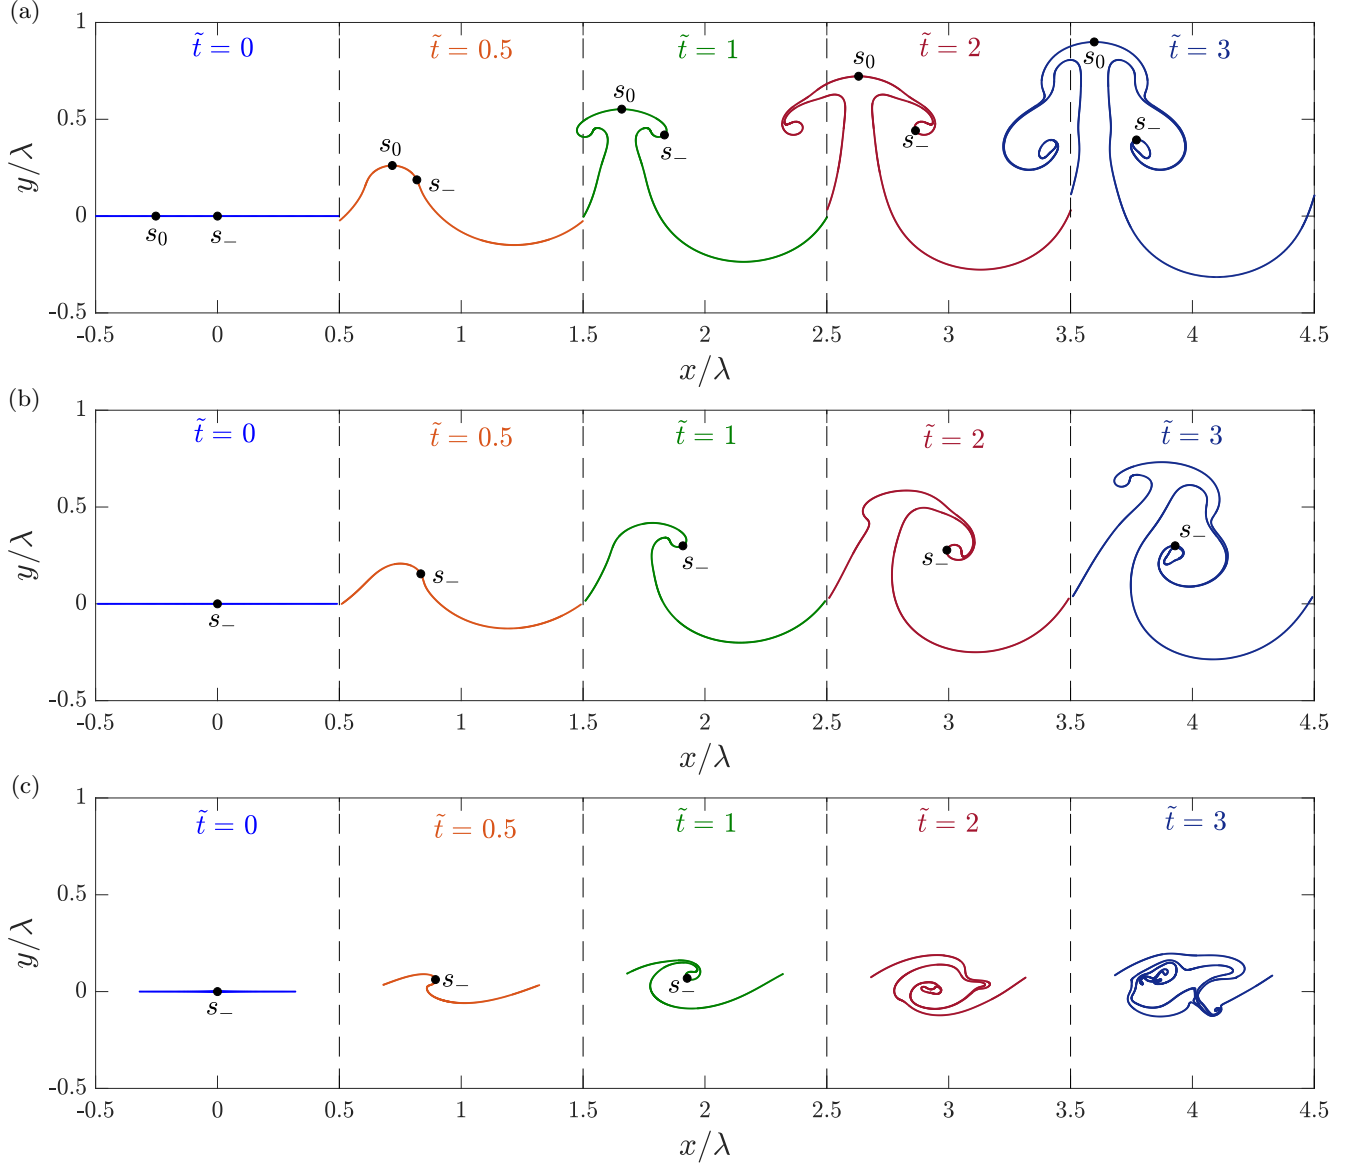 (a)
1
0.5
0
-0.5
y/λ
t̃ = 0
t̃ = 0.5
t̃ = 1
t̃ = 2
t̃ = 3
s₀
s₋
s₀
s₋
s₀
s₋
s₀
s₋
s₀
s₋
-0.5 0 0.5 1 1.5 2 2.5 3 3.5 4 4.5
x/λ
(b)
1
0.5
0
-0.5
y/λ
t̃ = 0
t̃ = 0.5
t̃ = 1
t̃ = 2
t̃ = 3
s₋
s₋
s₋
s₋
s₋
-0.5 0 0.5 1 1.5 2 2.5 3 3.5 4 4.5
x/λ
(c)
1
0.5
0
-0.5
y/λ
t̃ = 0
t̃ = 0.5
t̃ = 1
t̃ = 2
t̃ = 3
s₋
s₋
s₋
-0.5 0 0.5 1 1.5 2 2.5 3 3.5 4 4.5
x/λ